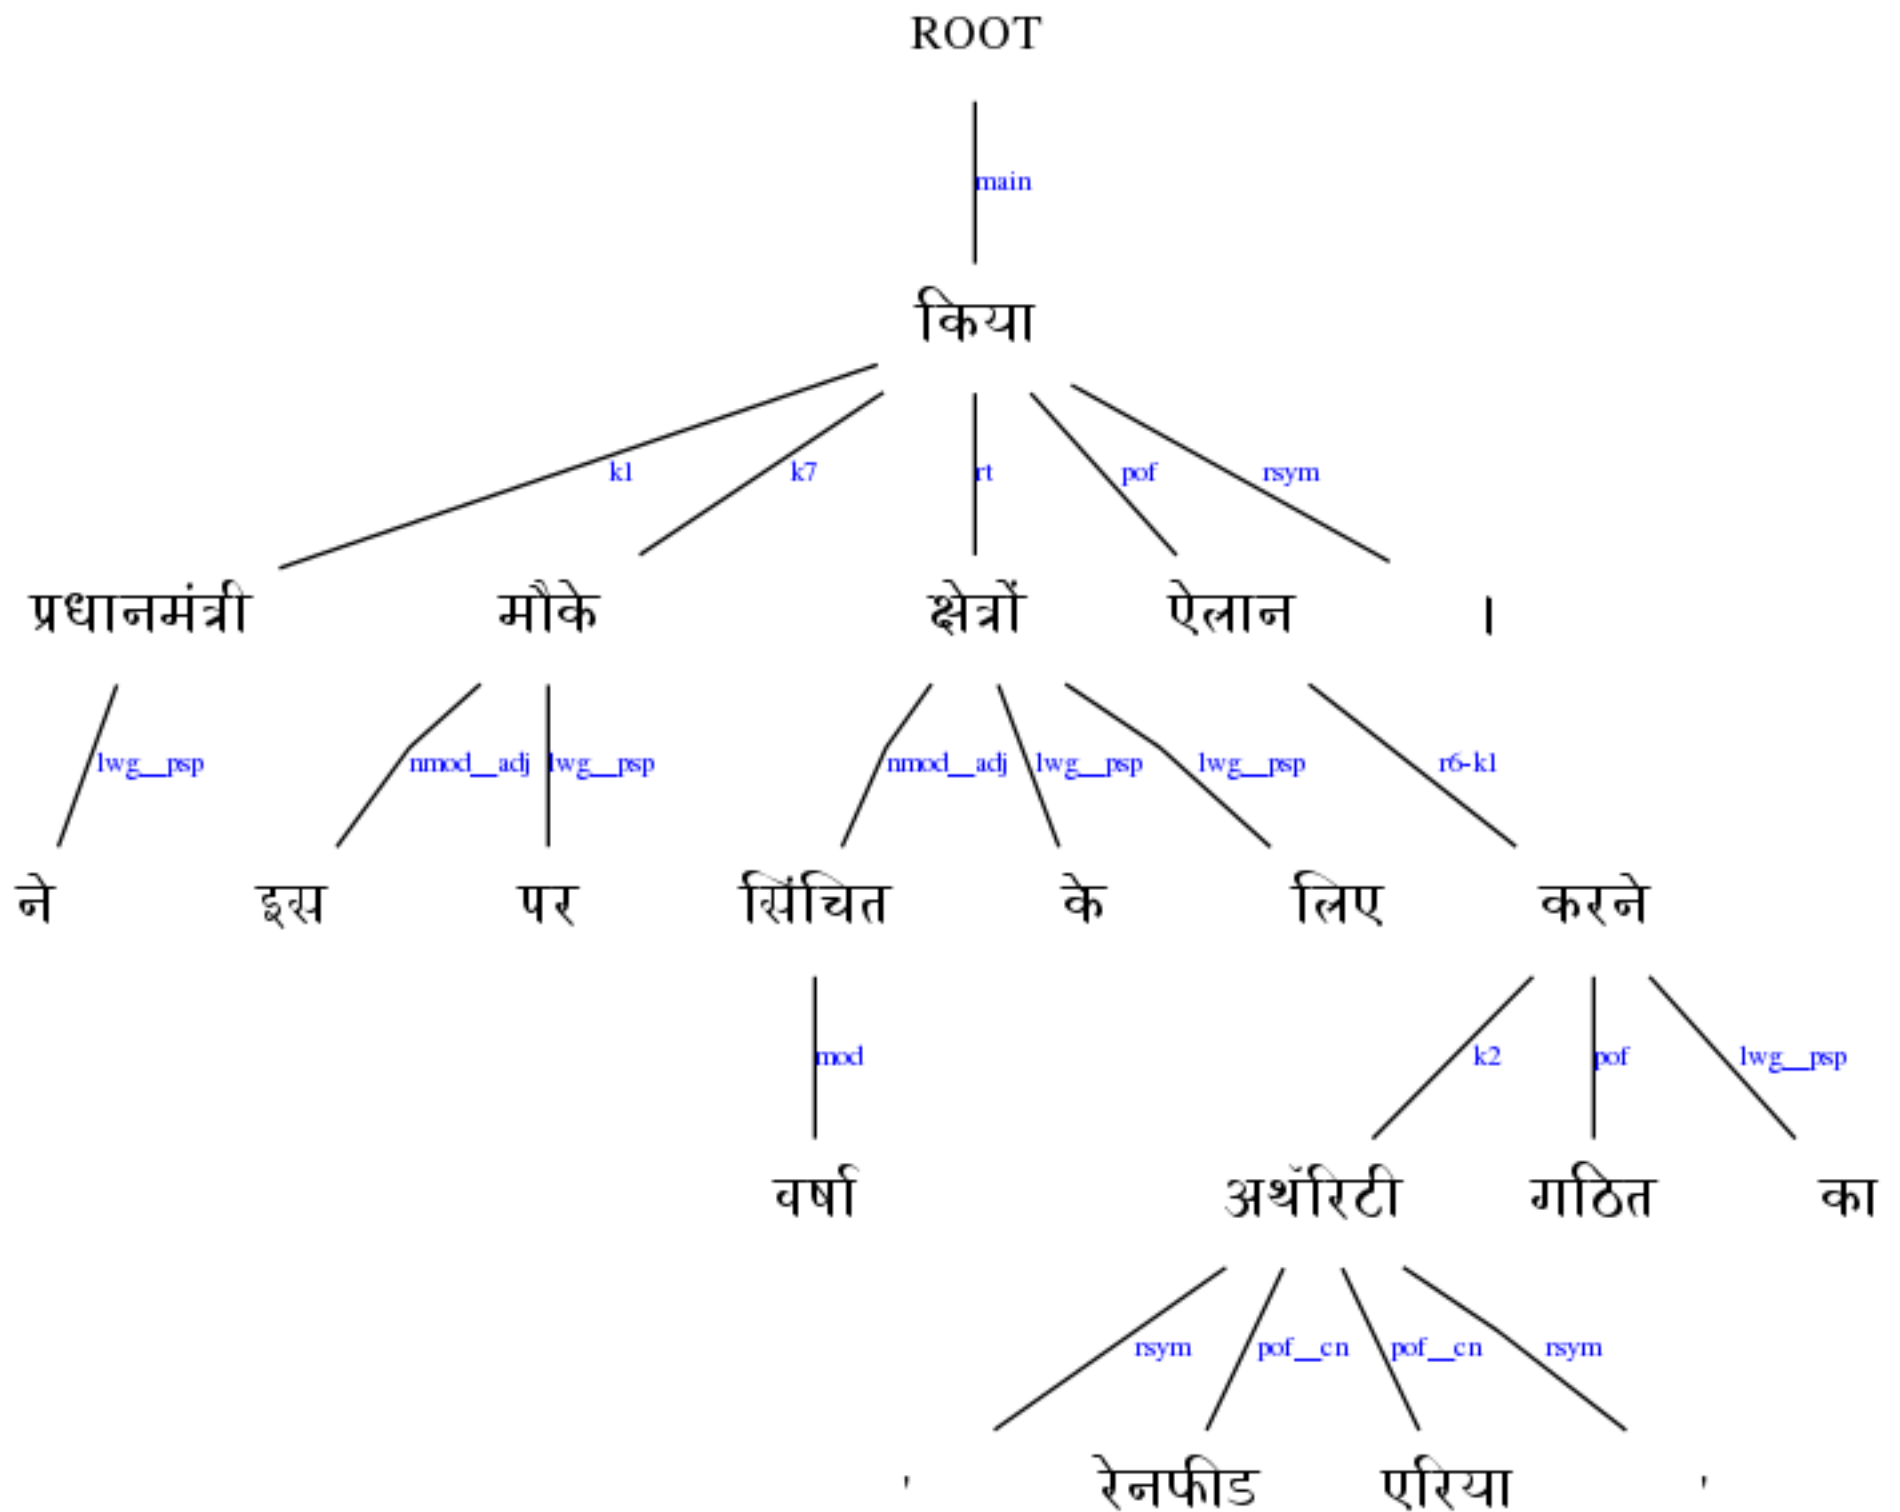 ROOT
main
किया
k1 k7 rt pof rsym
प्रधानमंत्री मौके क्षेत्रों ऐलान ।
lwg__psp nmod__adj lwg__psp nmod__adj lwg__psp lwg__psp r6-k1
ने इस पर सिंचित के लिए करने
mod k2 pof lwg__psp
वर्षा अथॉरिटी गठित का
rsym pof__cn pof__cn rsym
' रेनफीड एरिया '